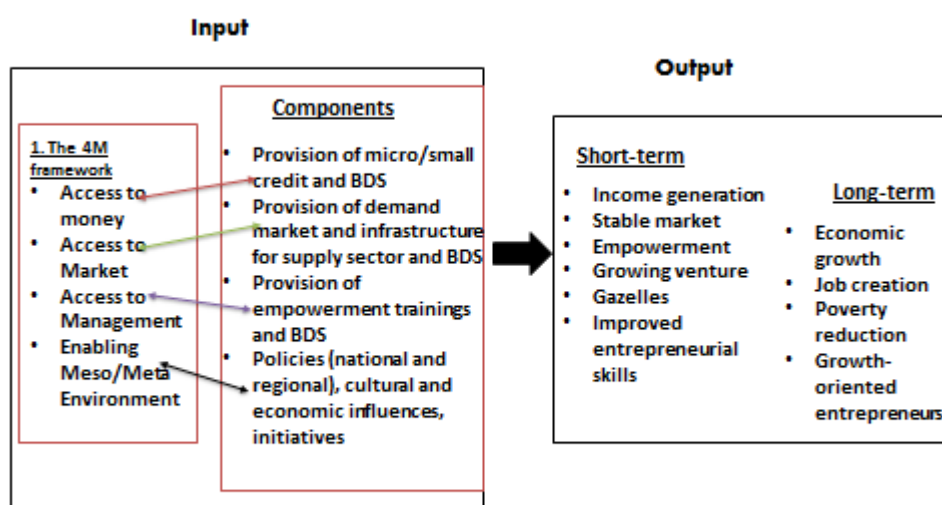 Input
1. The 4M
framework
• Access to
money
• Access to
Market
• Access to
Management
• Enabling
Meso/Meta
Environment
Components
• Provision of micro/small
credit and BDS
• Provision of demand
market and infrastructure
for supply sector and BDS
• Provision of
empowerment trainings
and BDS
• Policies (national and
regional), cultural and
economic influences,
initiatives
Output
Short-term
• Income generation
• Stable market
• Empowerment
• Growing venture
• Gazelles
• Improved
entrepreneurial
skills
Long-term
• Economic
growth
• Job creation
• Poverty
reduction
• Growth-
oriented
entrepreneurs